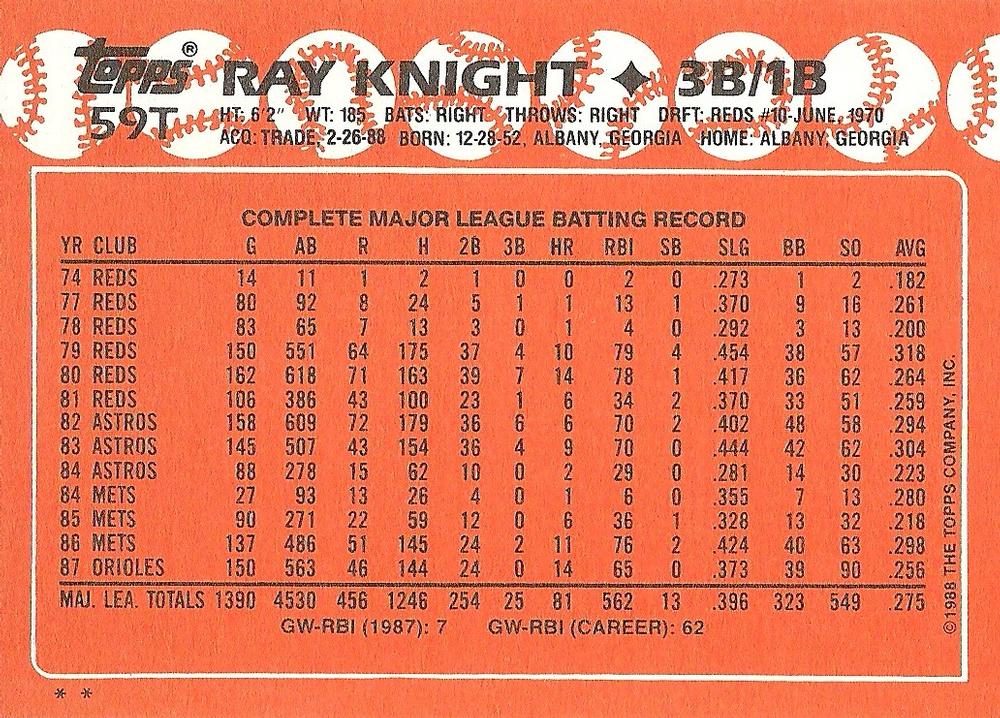 topps® RAY KNIGHT ✦ 3B/1B
59T HT: 6'2" WT: 185 BATS: RIGHT THROWS: RIGHT DRFT: REDS #10-JUNE, 1970
ACQ: TRADE, 2-26-88 BORN: 12-28-52, ALBANY, GEORGIA HOME: ALBANY, GEORGIA
COMPLETE MAJOR LEAGUE BATTING RECORD
YR CLUB G AB R H 2B 3B HR RBI SB SLG BB SO AVG
74 REDS 14 11 1 2 1 0 0 2 0 .273 1 2 .182
77 REDS 80 92 8 24 5 1 1 13 1 .370 9 16 .261
78 REDS 83 65 7 13 3 0 1 4 0 .292 3 13 .200
79 REDS 150 551 64 175 37 4 10 79 4 .454 38 57 .318
80 REDS 162 618 71 163 39 7 14 78 1 .417 36 62 .264
81 REDS 106 386 43 100 23 1 6 34 2 .370 33 51 .259
82 ASTROS 158 609 72 179 36 6 6 70 2 .402 48 58 .294
83 ASTROS 145 507 43 154 36 4 9 70 0 .444 42 62 .304
84 ASTROS 88 278 15 62 10 0 2 29 0 .281 14 30 .223
84 METS 27 93 13 26 4 0 1 6 0 .355 7 13 .280
85 METS 90 271 22 59 12 0 6 36 1 .328 13 32 .218
86 METS 137 486 51 145 24 2 11 76 2 .424 40 63 .298
87 ORIOLES 150 563 46 144 24 0 14 65 0 .373 39 90 .256
MAJ. LEA. TOTALS 1390 4530 456 1246 254 25 81 562 13 .396 323 549 .275
GW-RBI (1987): 7 GW-RBI (CAREER): 62
©1988 THE TOPPS COMPANY, INC.
* *